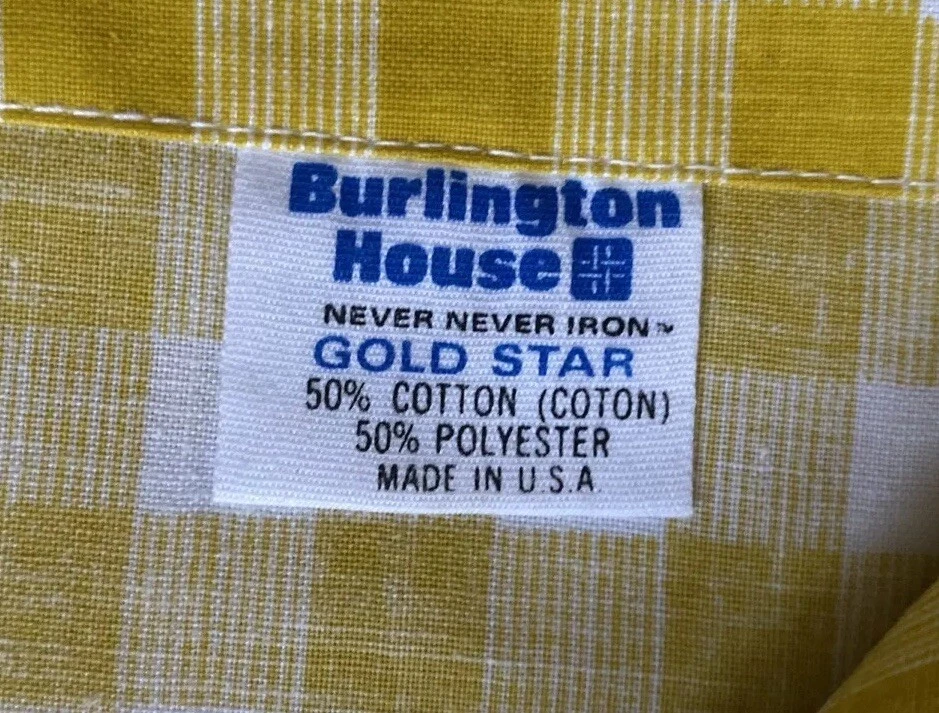 Burlington
House
NEVER NEVER IRON™
GOLD STAR
50% COTTON (COTON)
50% POLYESTER
MADE IN U.S.A